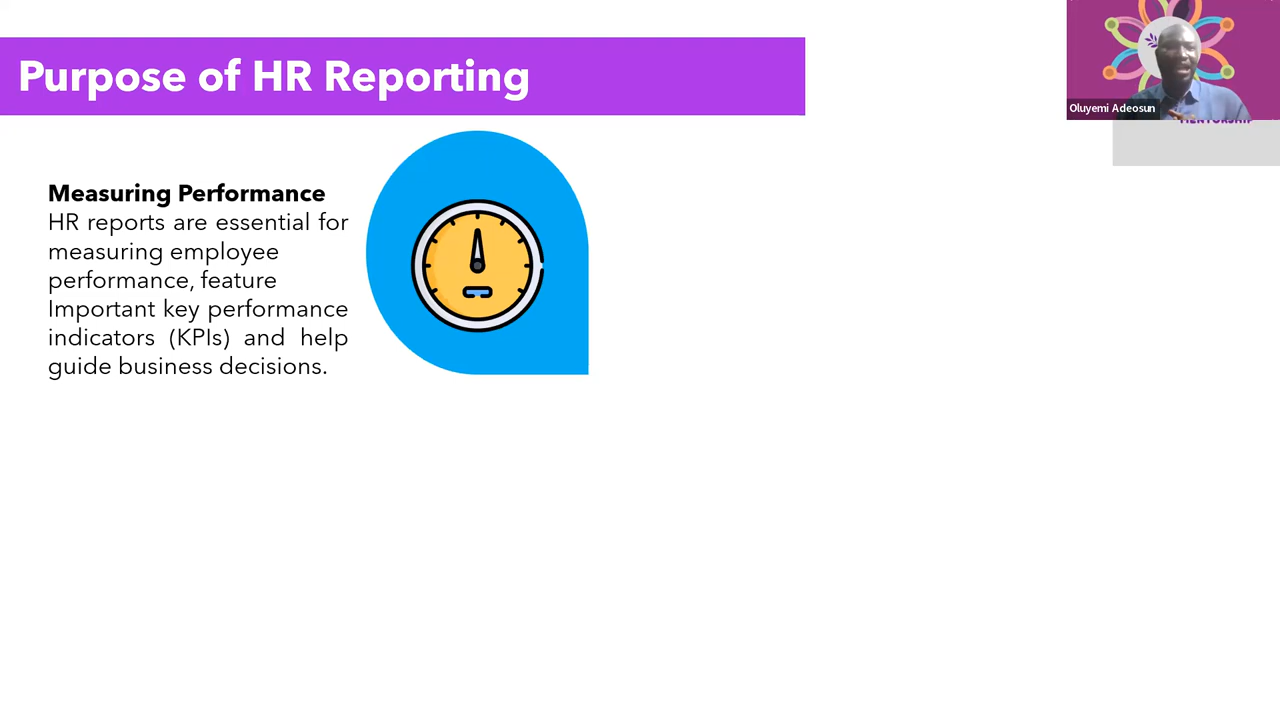 Purpose of HR Reporting
Oluyemi Adeosun
MENTORSHIP
Measuring Performance
HR reports are essential for
measuring employee
performance, feature
Important key performance
indicators (KPIs) and help
guide business decisions.